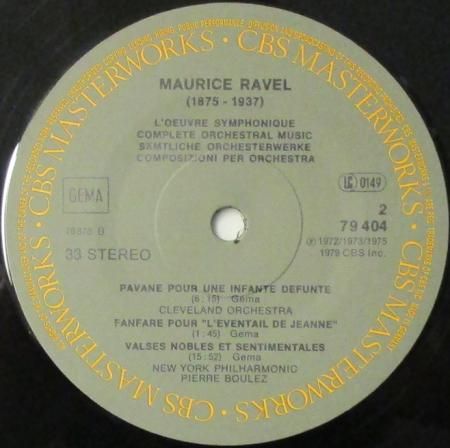 CBS MASTERWORKS · CBS MASTERWORKS · CBS MASTERWORKS · CBS MASTERWORKS ·
MAURICE RAVEL
(1875 - 1937)
L'OEUVRE SYMPHONIQUE
COMPLETE ORCHESTRAL MUSIC
SÄMTLICHE ORCHESTERWERKE
COMPOSIZIONI PER ORCHESTRA
GEMA
LC 0149
2
79 404
33 STEREO
Ⓟ 1972/1973/1975
1979 CBS Inc.
PAVANE POUR UNE INFANTE DEFUNTE
(6:15) Gema
CLEVELAND ORCHESTRA
FANFARE POUR "L'EVENTAIL DE JEANNE"
(1:45) Gema
VALSES NOBLES ET SENTIMENTALES
(15:52) Gema
NEW YORK PHILHARMONIC
PIERRE BOULEZ